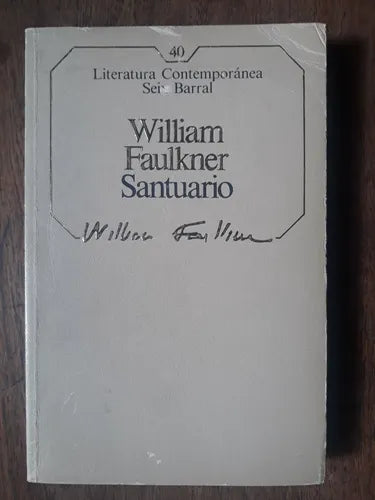 40
Literatura Contemporánea
Seix Barral
William
Faulkner
Santuario
William Faulkner